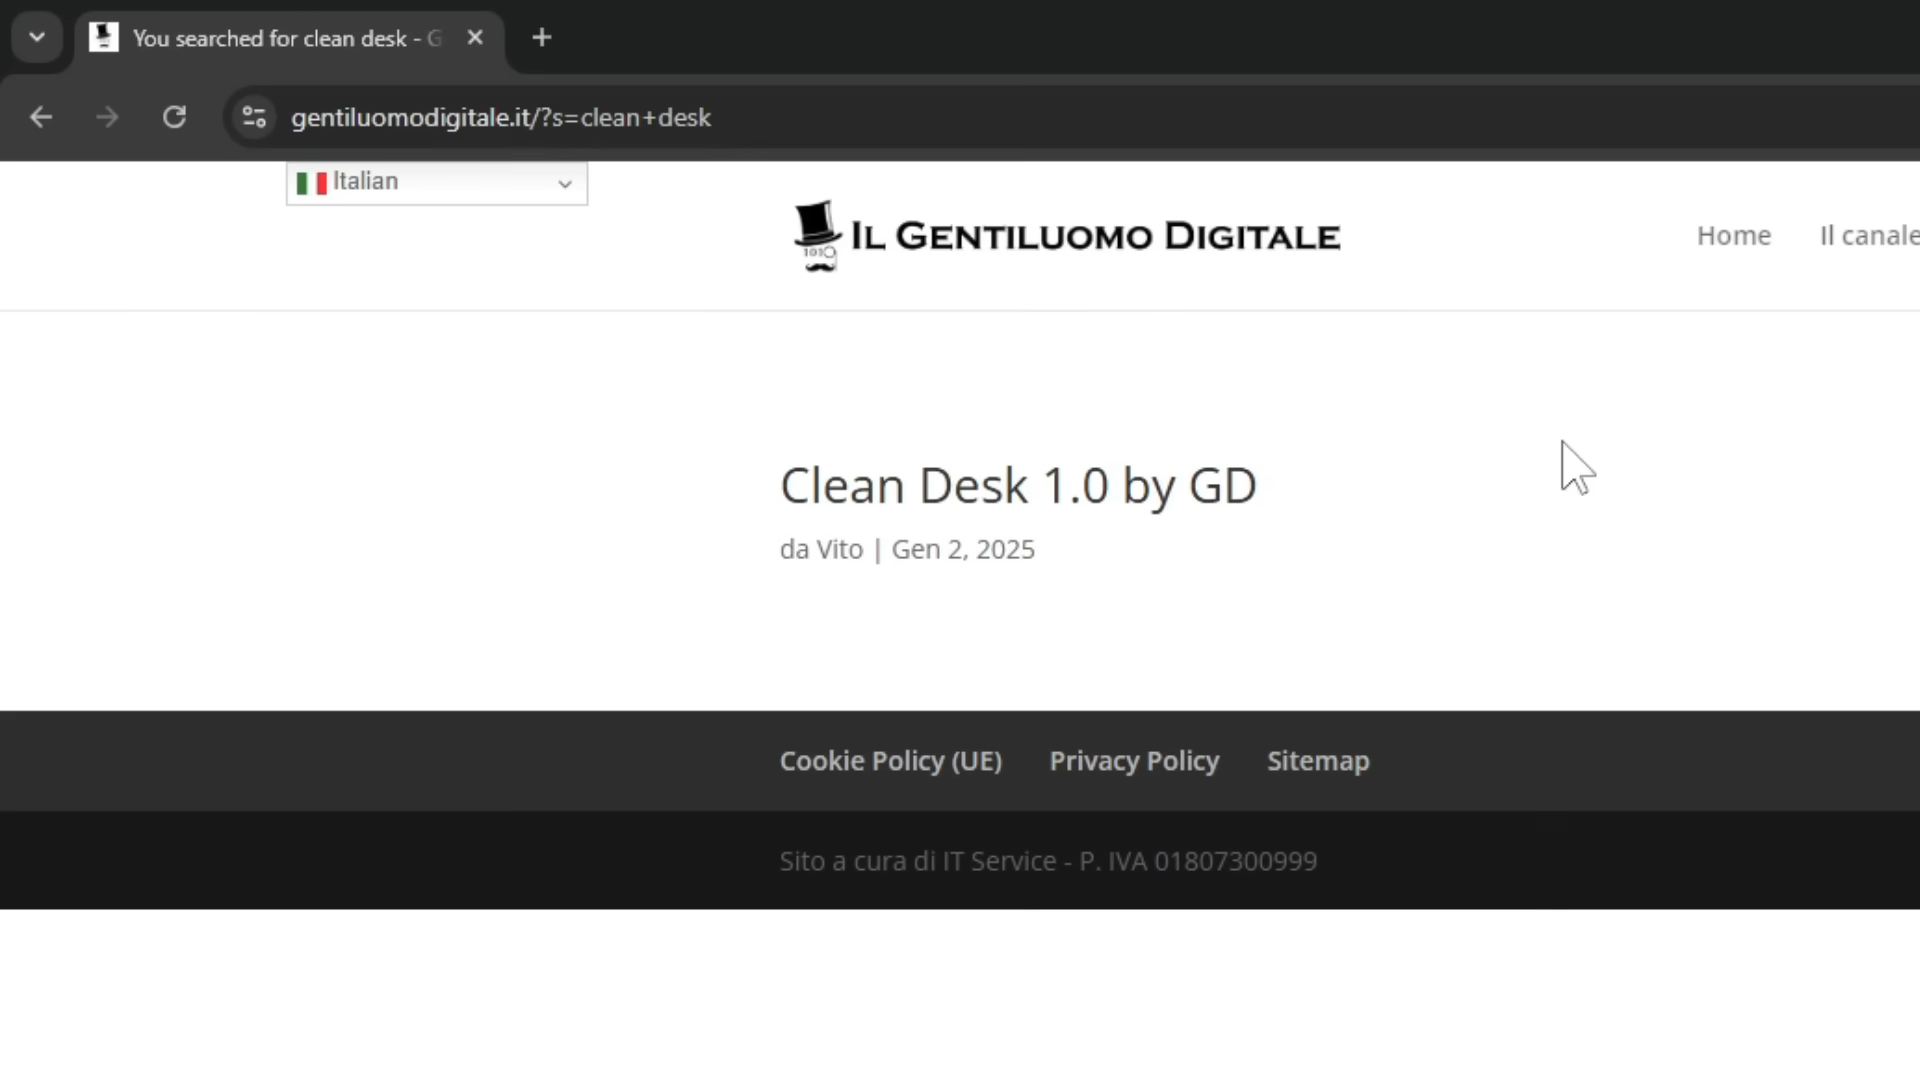 You searched for clean desk - G
gentiluomodigitale.it/?s=clean+desk
Italian
1010
IL GENTILUOMO DIGITALE
Home
Il canale
Clean Desk 1.0 by GD
da Vito | Gen 2, 2025
Cookie Policy (UE)
Privacy Policy
Sitemap
Sito a cura di IT Service - P. IVA 01807300999